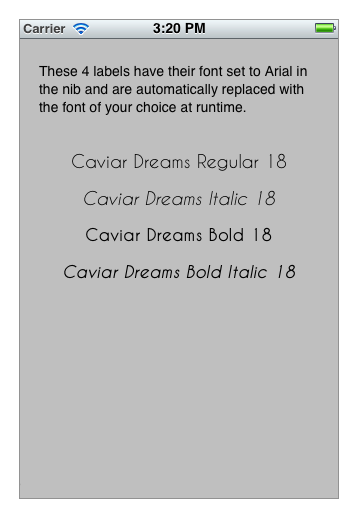 Carrier 3:20 PM
These 4 labels have their font set to Arial in
the nib and are automatically replaced with
the font of your choice at runtime.
Caviar Dreams Regular 18
Caviar Dreams Italic 18
Caviar Dreams Bold 18
Caviar Dreams Bold Italic 18